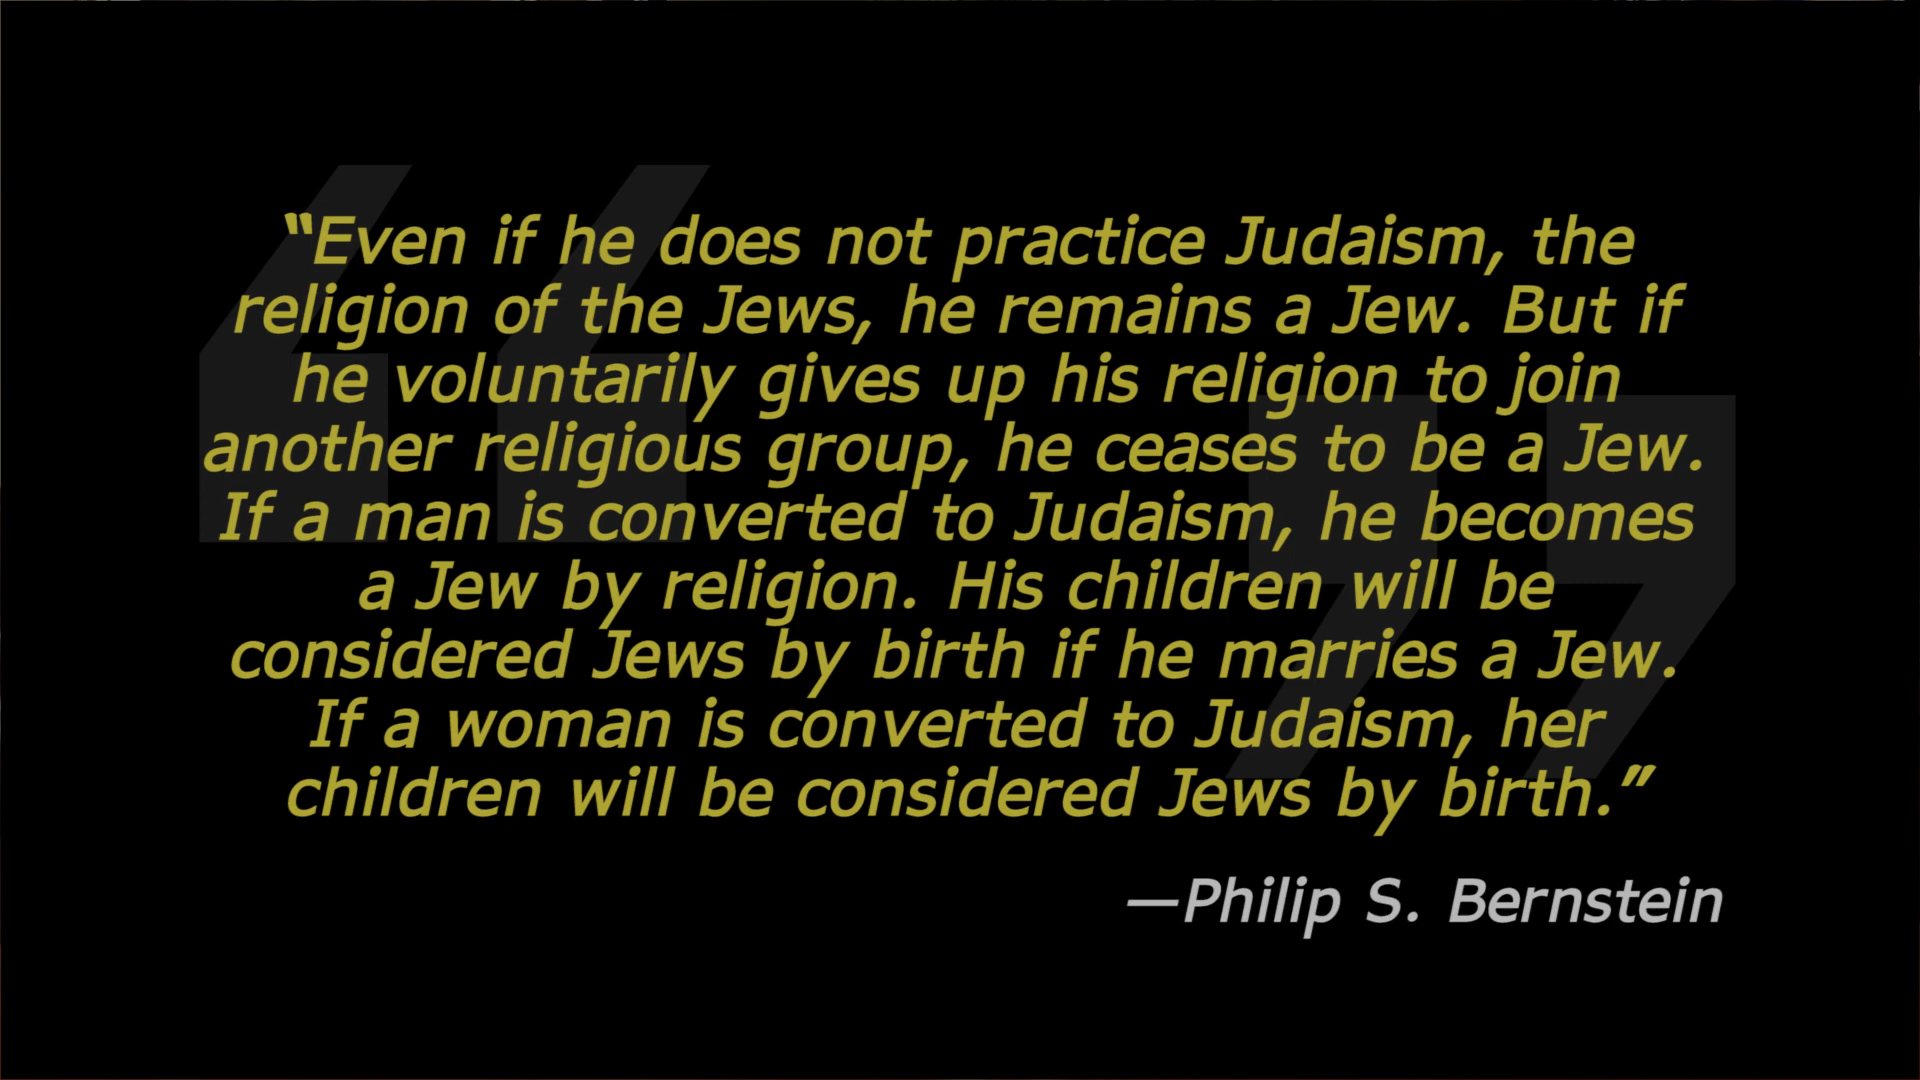 “Even if he does not practice Judaism, the
religion of the Jews, he remains a Jew. But if
he voluntarily gives up his religion to join
another religious group, he ceases to be a Jew.
If a man is converted to Judaism, he becomes
a Jew by religion. His children will be
considered Jews by birth if he marries a Jew.
If a woman is converted to Judaism, her
children will be considered Jews by birth.”
—Philip S. Bernstein